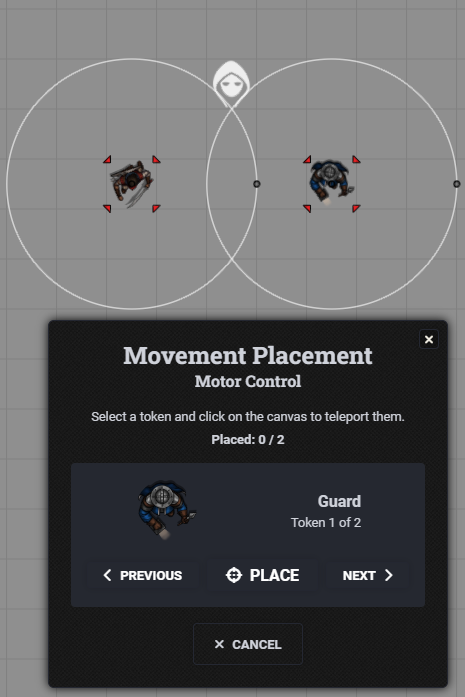 Movement Placement
Motor Control
Select a token and click on the canvas to teleport them.
Placed: 0 / 2
Guard
Token 1 of 2
PREVIOUS
PLACE
NEXT
CANCEL